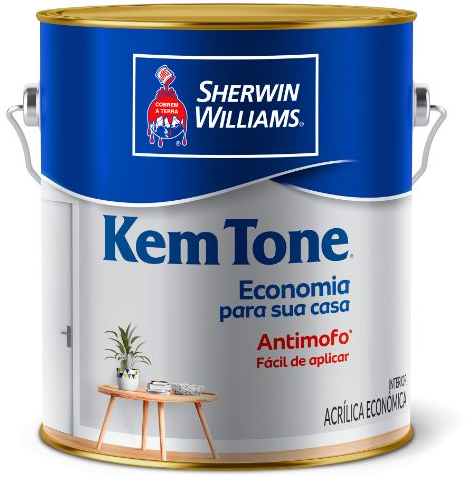 COBREM
A TERRA
SHERWIN
WILLIAMS®
Kem Tone®
Economia
para sua casa
Antimofo*
Fácil de aplicar
INTERIOR
ACRÍLICA ECONÔMICA